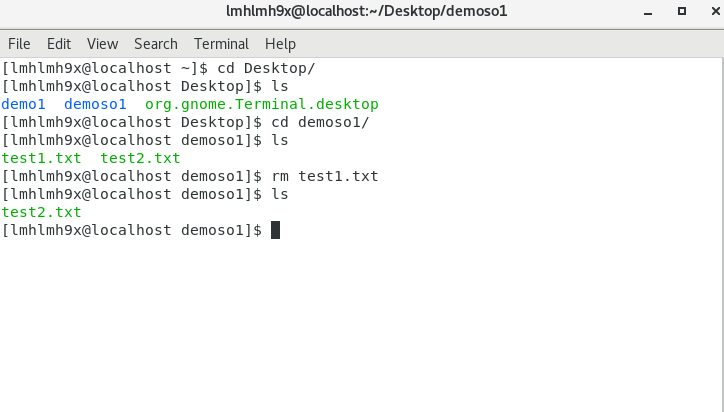 lmhlmh9x@localhost:~/Desktop/demoso1
File Edit View Search Terminal Help
[lmhlmh9x@localhost ~]$ cd Desktop/
[lmhlmh9x@localhost Desktop]$ ls
demo1  demoso1  org.gnome.Terminal.desktop
[lmhlmh9x@localhost Desktop]$ cd demoso1/
[lmhlmh9x@localhost demoso1]$ ls
test1.txt  test2.txt
[lmhlmh9x@localhost demoso1]$ rm test1.txt
[lmhlmh9x@localhost demoso1]$ ls
test2.txt
[lmhlmh9x@localhost demoso1]$